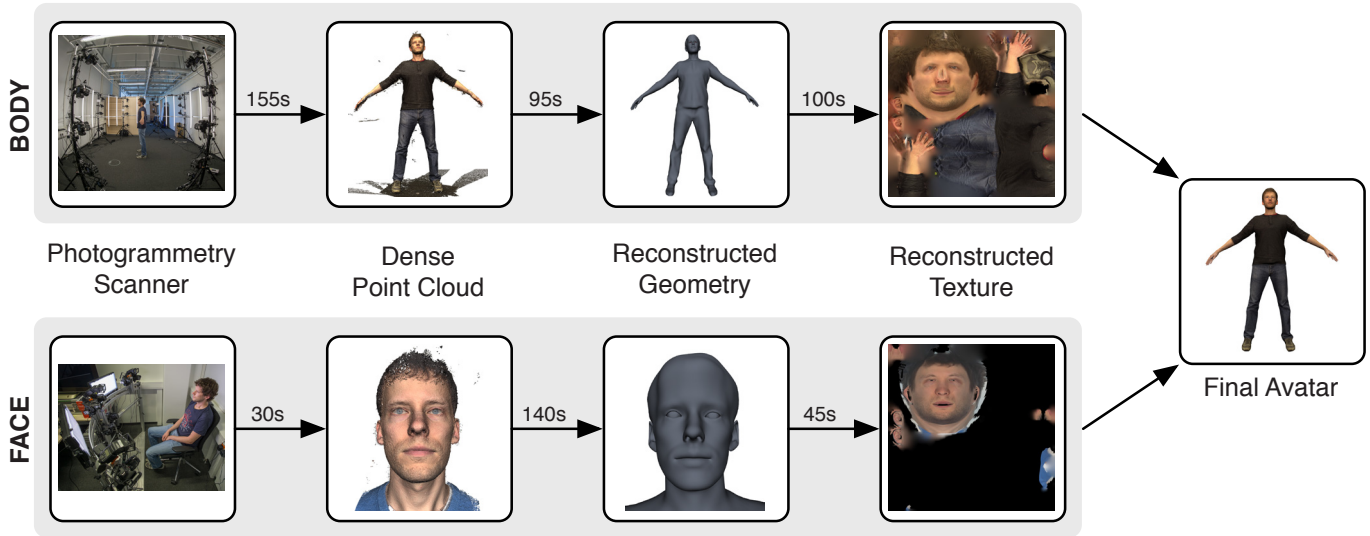 BODY
155s
95s
100s
Photogrammetry
Scanner
Dense
Point Cloud
Reconstructed
Geometry
Reconstructed
Texture
Final Avatar
FACE
30s
140s
45s